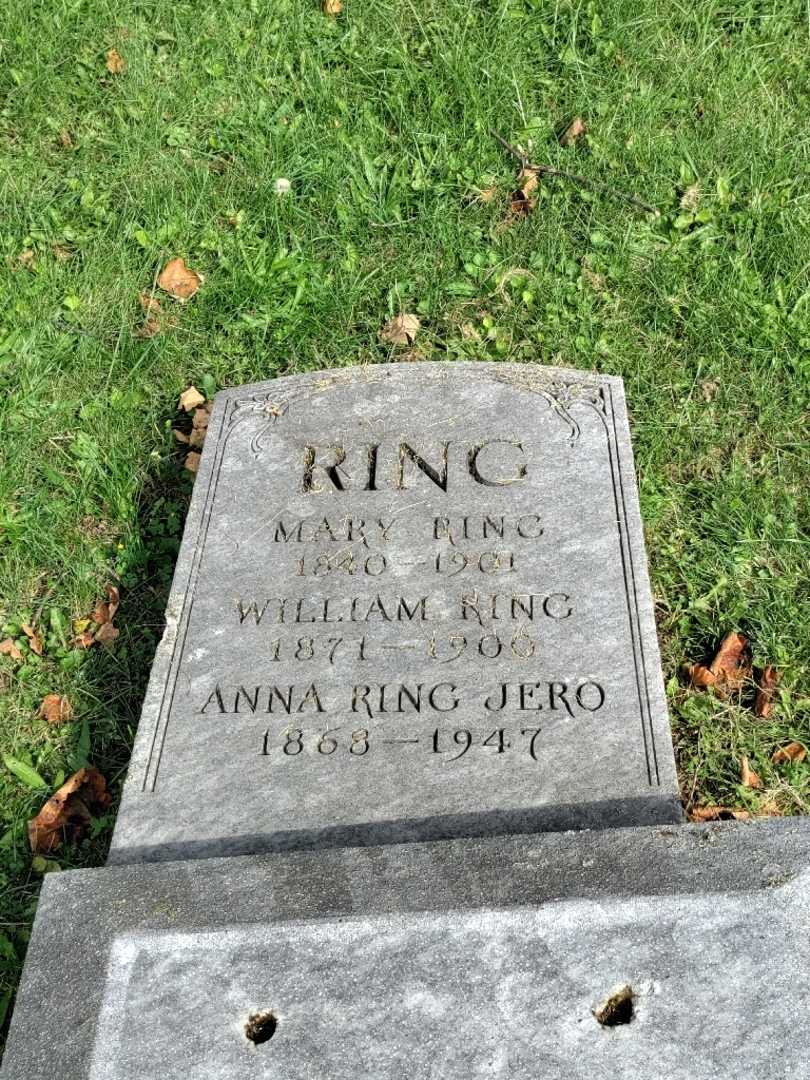 RING
MARY RING
1840 – 1901
WILLIAM RING
1871 – 1906
ANNA RING JERO
1868 – 1947